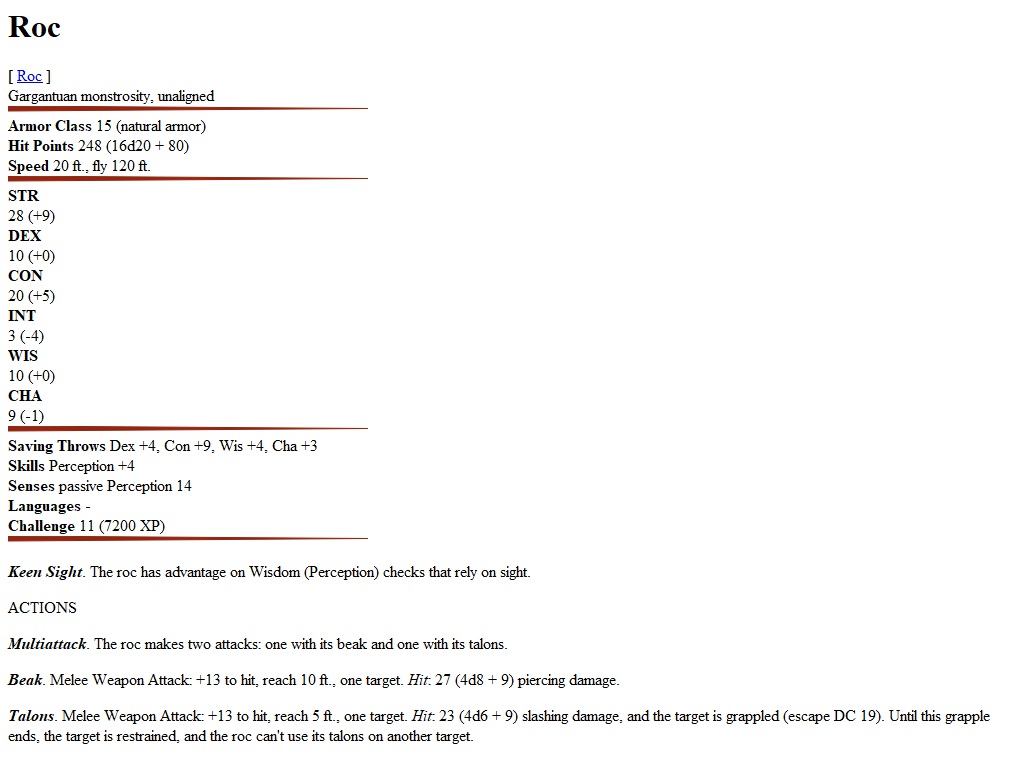 Roc
[ Roc ]
Gargantuan monstrosity, unaligned
Armor Class 15 (natural armor)
Hit Points 248 (16d20 + 80)
Speed 20 ft., fly 120 ft.
STR
28 (+9)
DEX
10 (+0)
CON
20 (+5)
INT
3 (-4)
WIS
10 (+0)
CHA
9 (-1)
Saving Throws Dex +4, Con +9, Wis +4, Cha +3
Skills Perception +4
Senses passive Perception 14
Languages -
Challenge 11 (7200 XP)
Keen Sight. The roc has advantage on Wisdom (Perception) checks that rely on sight.
ACTIONS
Multiattack. The roc makes two attacks: one with its beak and one with its talons.
Beak. Melee Weapon Attack: +13 to hit, reach 10 ft., one target. Hit: 27 (4d8 + 9) piercing damage.
Talons. Melee Weapon Attack: +13 to hit, reach 5 ft., one target. Hit: 23 (4d6 + 9) slashing damage, and the target is grappled (escape DC 19). Until this grapple
ends, the target is restrained, and the roc can't use its talons on another target.